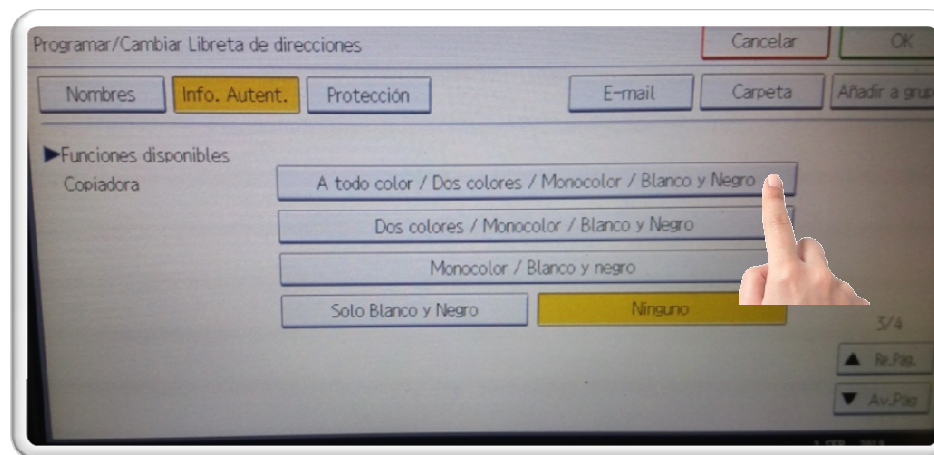 Programar/Cambiar Libreta de direcciones
Cancelar
OK
Nombres
Info. Autent.
Protección
E-mail
Carpeta
Añadir a grup
▶Funciones disponibles
Copiadora
A todo color / Dos colores / Monocolor / Blanco y Negro
Dos colores / Monocolor / Blanco y Negro
Monocolor / Blanco y negro
Solo Blanco y Negro
Ninguno
3/4
▲ Re.Pág.
▼ Av.Pág